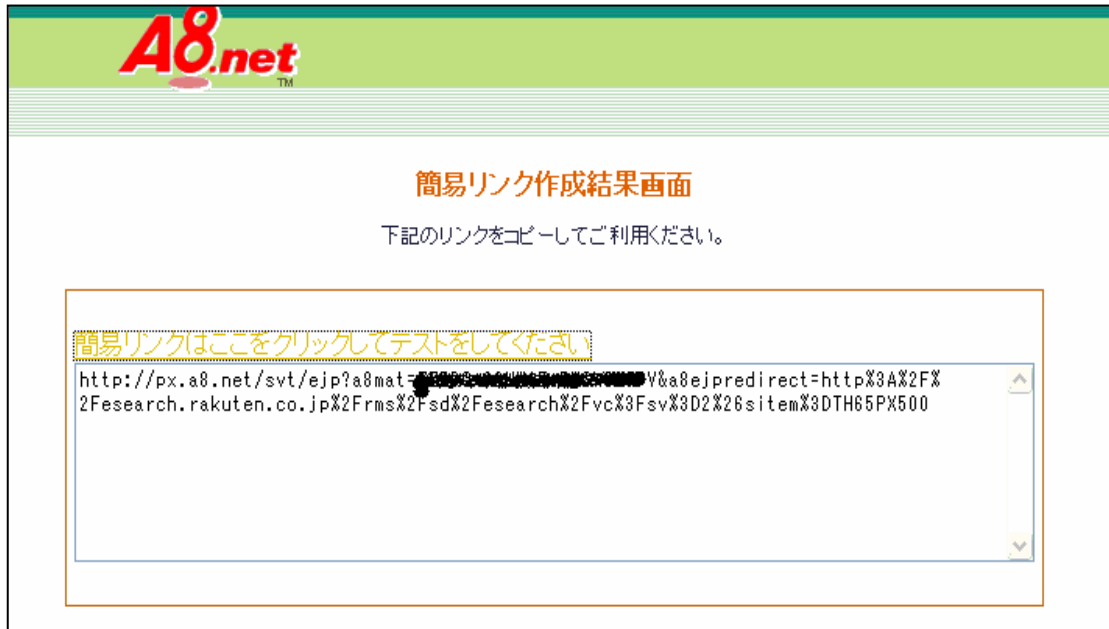 A8.net
TM
簡易リンク作成結果画面
下記のリンクをコピーしてご利用ください。
簡易リンクはここをクリックしてテストをしてください
http://px.a8.net/svt/ejp?a8mat=V&a8ejpredirect=http%3A%2F%
2Fesearch.rakuten.co.jp%2Frms%2Fsd%2Fesearch%2Fvc%3Fsv%3D2%26sitem%3DTH65PX500